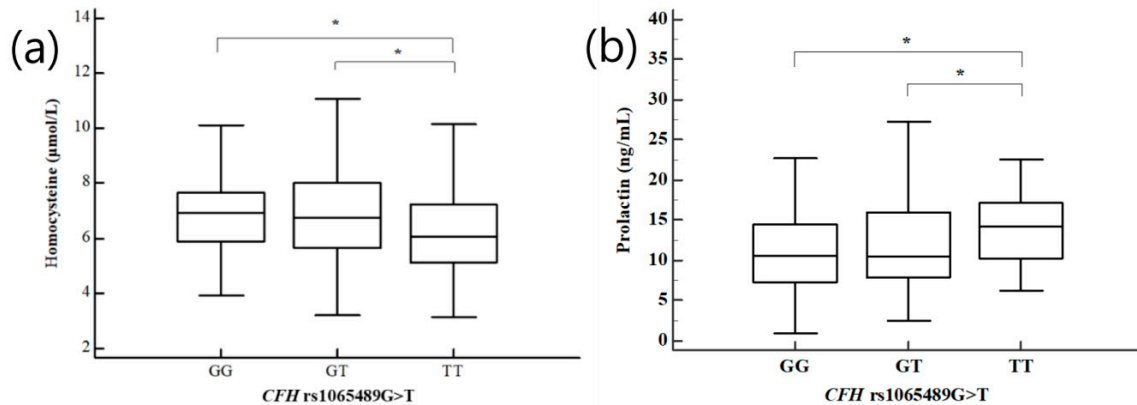 (a)
14
12
10
8
6
4
2
Homocysteine (μmol/L)
*
*
GG GT TT
CFH rs1065489G>T
(b)
40
35
30
25
20
15
10
5
0
Prolactin (ng/mL)
*
*
GG GT TT
CFH rs1065489G>T